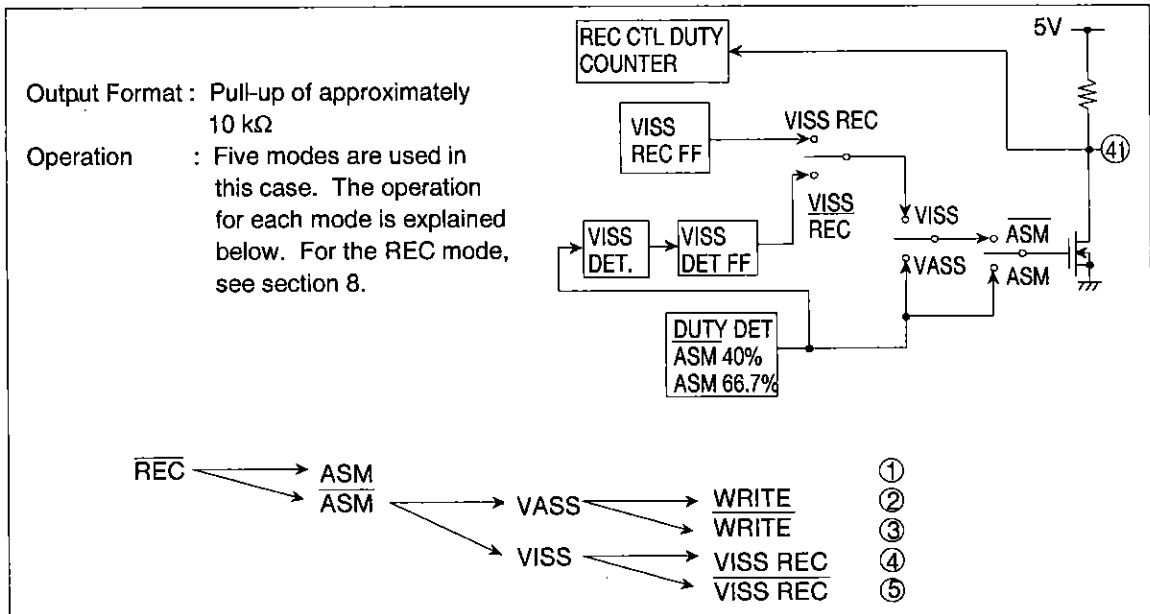 Output Format : Pull-up of approximately
10 kΩ
Operation : Five modes are used in
this case. The operation
for each mode is explained
below. For the REC mode,
see section 8.
REC CTL DUTY
COUNTER
5V
VISS
REC FF
VISS REC
41
VISS
REC
VISS
DET.
VISS
DET FF
VISS
VASS
ASM
ASM
DUTY DET
ASM 40%
ASM 66.7%
REC
ASM
ASM
VASS
VISS
WRITE
WRITE
VISS REC
VISS REC
①
②
③
④
⑤